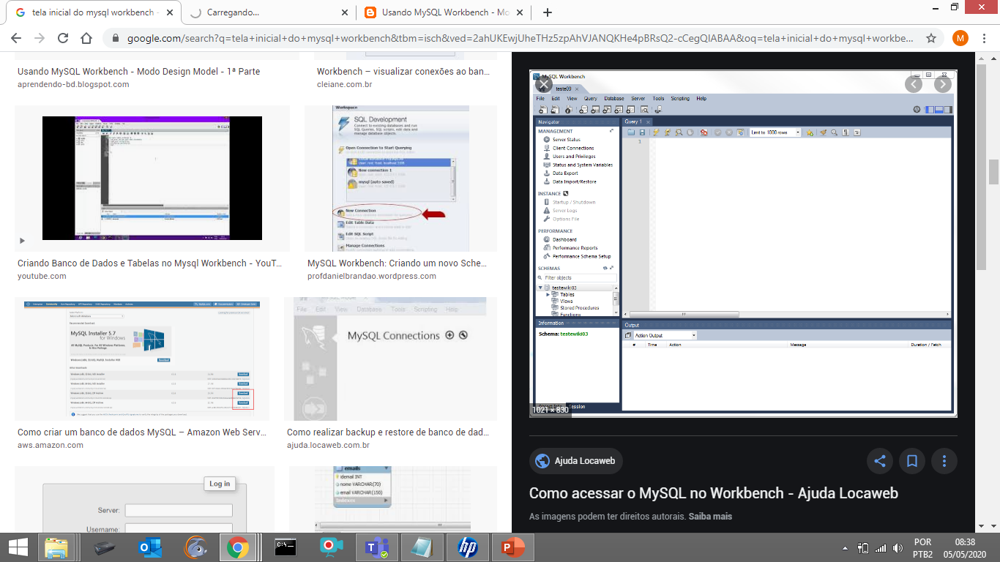 tela inicial do mysql workbench -
Carregando...
Usando MySQL Workbench - Mo
google.com/search?q=tela+inicial+do+mysql+workbench&tbm=isch&ved=2ahUKEwjUheTHz5zpAhVJANQKHe4pBRsQ2-cCegQIABAA&oq=tela+inicial+do+mysql+workbe...
M
Usando MySQL Workbench - Modo Design Model - 1ª Parte
aprendendo-bd.blogspot.com
Workbench – visualizar conexões ao ban...
cleiane.com.br
Criando Banco de Dados e Tabelas no Mysql Workbench - YouT...
youtube.com
Workspace
SQL Development
Connect to existing databases and run
SQL Queries, SQL scripts, edit data and
manage database objects.
Open Connection to Start Querying
New connection 1
mysql (auto saved)
New Connection
Edit Table Data
Edit SQL Script
Manage Connections
MySQL Workbench: Criando um novo Sche...
profdanielbrandao.wordpress.com
MySQL Installer 5.7
for Windows
Como criar um banco de dados MySQL – Amazon Web Serv...
aws.amazon.com
File Edit View Database Tools Scripting Help
MySQL Connections
Como realizar backup e restore de banco de dad...
ajuda.locaweb.com.br
Log in
Server:
Username:
emails
idemail INT
nome VARCHAR(70)
email VARCHAR(150)
Indexes
MySQL Workbench
teste00
File Edit View Query Database Server Tools Scripting Help
Navigator
MANAGEMENT
Server Status
Client Connections
Users and Privileges
Status and System Variables
Data Export
Data Import/Restore
INSTANCE
Startup / Shutdown
Server Logs
Options File
PERFORMANCE
Dashboard
Performance Reports
Performance Schema Setup
SCHEMAS
Filter objects
testewiki03
Tables
Views
Stored Procedures
Functions
Information
Schema: testewiki03
Session
Query 1
Limit to 1000 rows
1
Output
Action Output
# Time Action Message Duration / Fetch
1021 × 830
Ajuda Locaweb
Como acessar o MySQL no Workbench - Ajuda Locaweb
As imagens podem ter direitos autorais. Saiba mais
POR
PTB2
08:38
05/05/2020